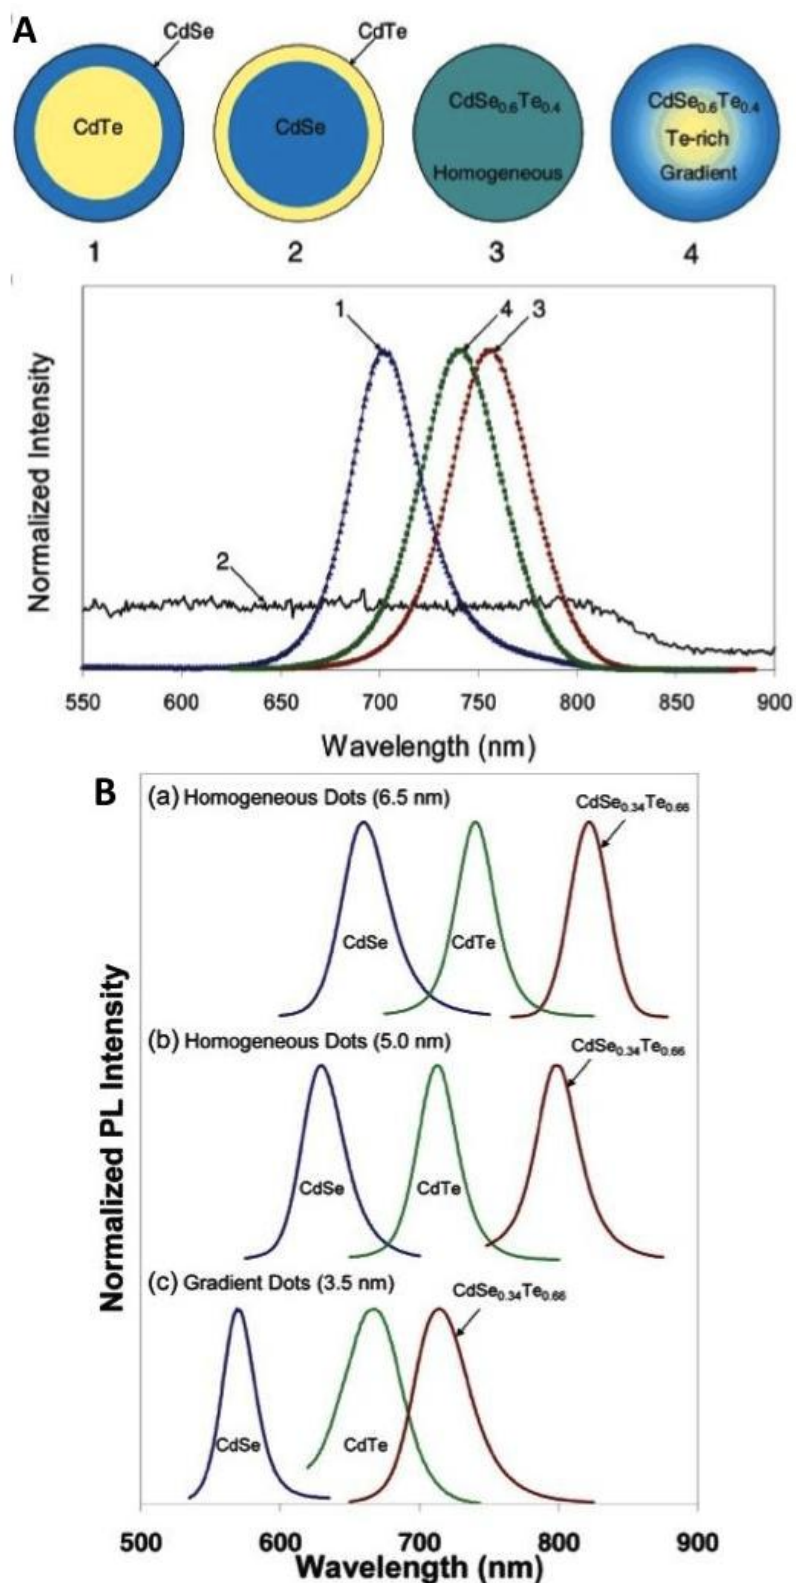 A
CdSe CdTe
CdTe CdSe CdSe0.6Te0.4 CdSe0.6Te0.4
Te-rich
Homogeneous Gradient
1 2 3 4
Normalized Intensity
1 4 3
2
550 600 650 700 750 800 850 900
Wavelength (nm)
B
(a) Homogeneous Dots (6.5 nm)
CdSe0.34Te0.66
CdSe CdTe
Normalized PL Intensity
(b) Homogeneous Dots (5.0 nm)
CdSe0.34Te0.66
CdSe CdTe
(c) Gradient Dots (3.5 nm)
CdSe0.34Te0.66
CdSe CdTe
500 600 700 800 900
Wavelength (nm)